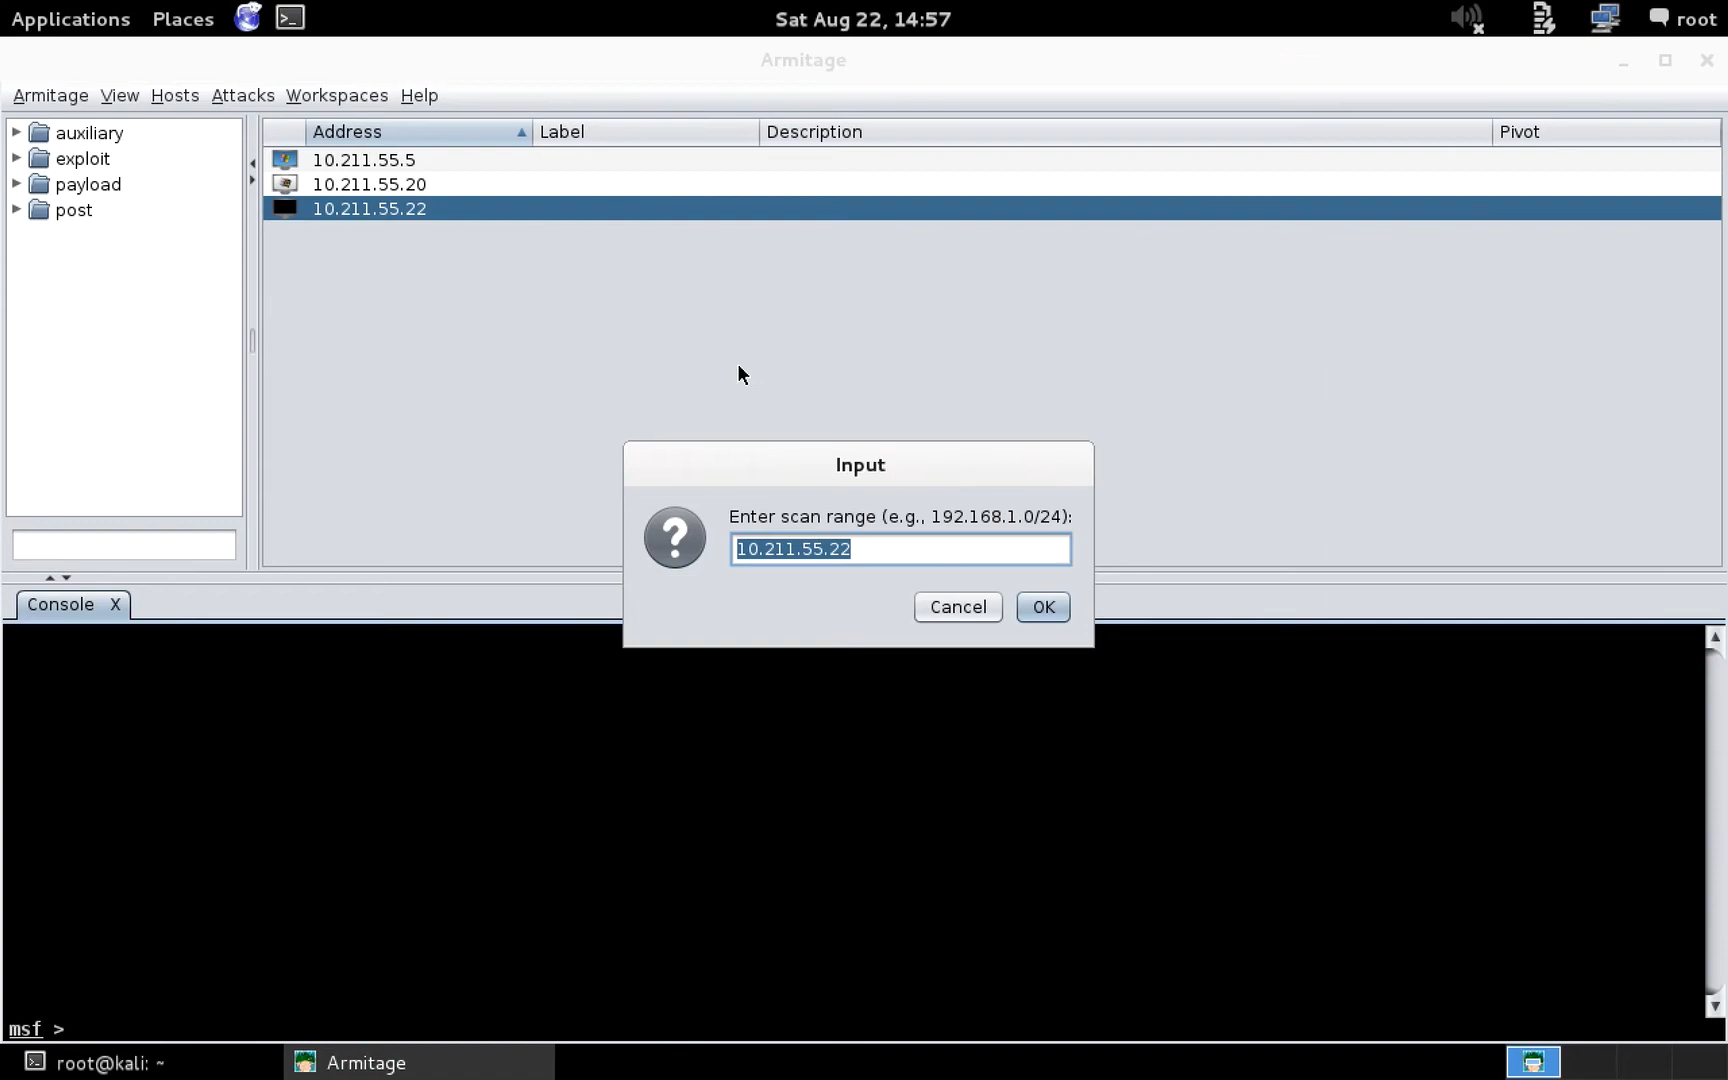 Applications Places Sat Aug 22, 14:57 root
Armitage
Armitage View Hosts Attacks Workspaces Help
auxiliary
exploit
payload
post
Address Label Description Pivot
10.211.55.5
10.211.55.20
10.211.55.22
Input
Enter scan range (e.g., 192.168.1.0/24):
10.211.55.22
Cancel OK
Console X
msf >
root@kali: ~ Armitage